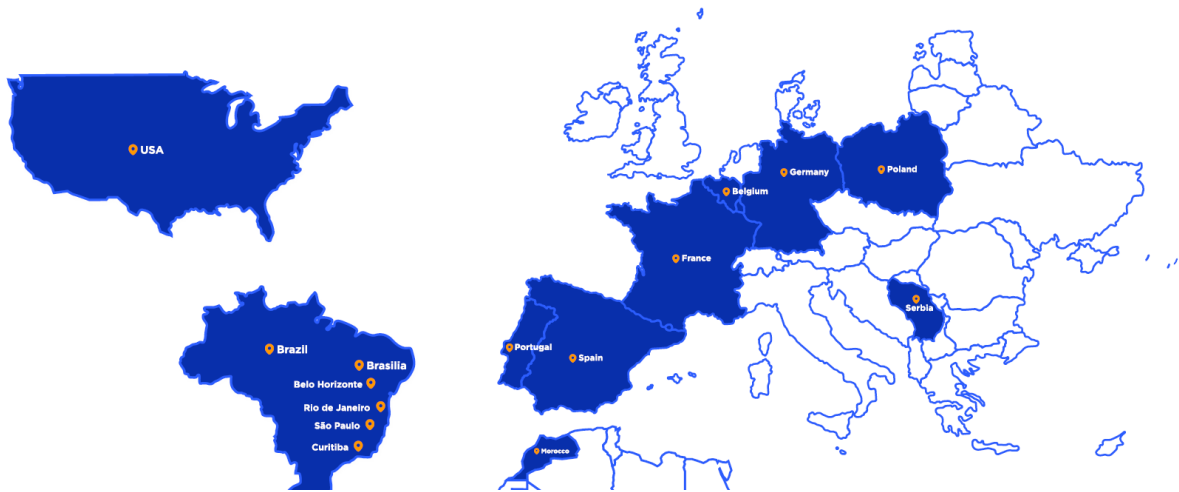 USA
Brazil
Brasilia
Belo Horizonte
Rio de Janeiro
São Paulo
Curitiba
Poland
Germany
Belgium
France
Serbia
Portugal
Spain
Morocco